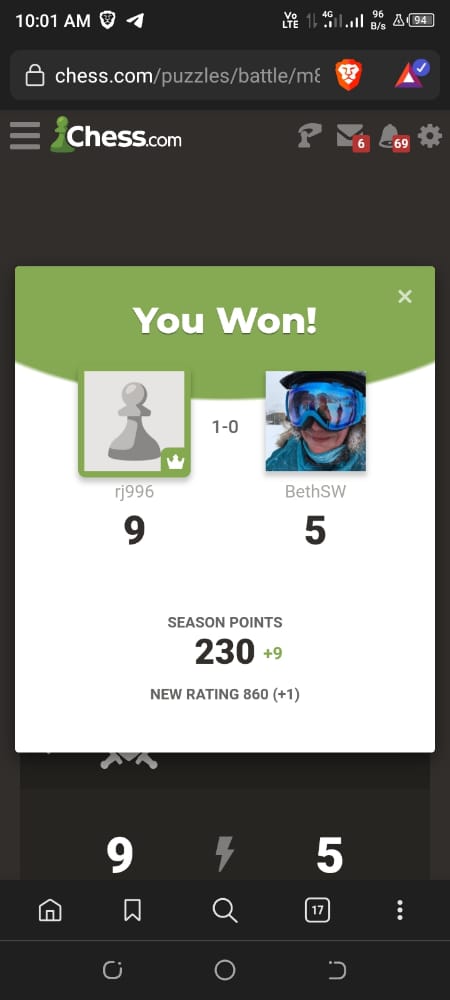 10:01 AM
Vo LTE 4G 96 B/s 94
chess.com/puzzles/battle/m8
Chess.com
6 69
You Won!
1-0
rj996 BethSW
9 5
SEASON POINTS
230 +9
NEW RATING 860 (+1)
9 5
17